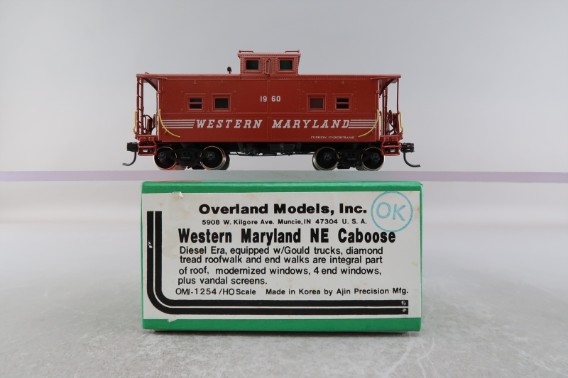 1960
WESTERN MARYLAND
Overland Models, Inc.
5908 W. Kilgore Ave. Muncie, IN 47304 U. S. A.
OK
Western Maryland NE Caboose
Diesel Era, equipped w/Gould trucks, diamond
tread roofwalk and end walks are integral part
of roof, modernized windows, 4 end windows,
plus vandal screens.
OMI-1254/HO Scale Made in Korea by Ajin Precision Mfg.